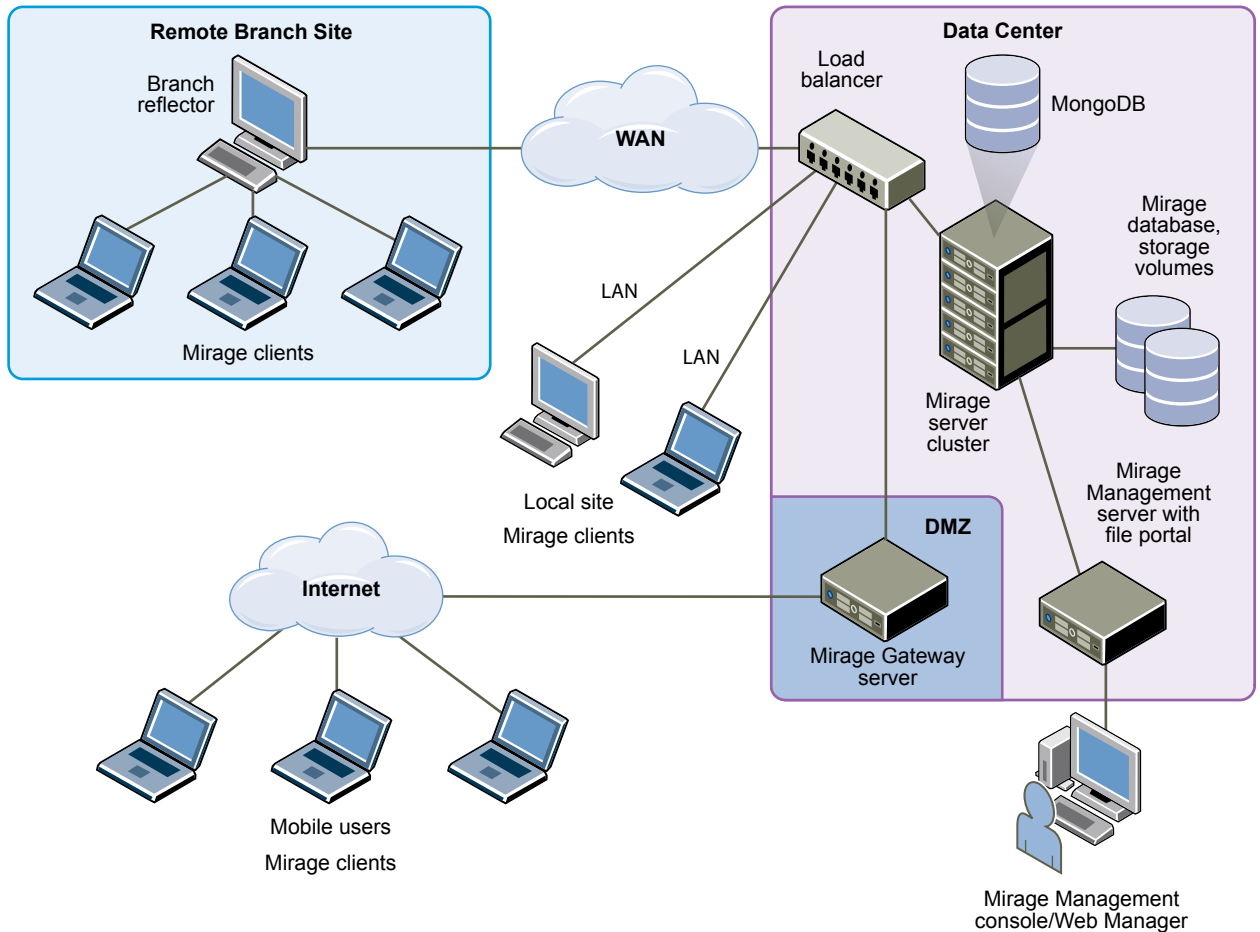 Remote Branch Site
Branch
reflector
Mirage clients
WAN
Data Center
Load
balancer
MongoDB
Mirage
database,
storage
volumes
LAN
LAN
Mirage
server
cluster
Local site
Mirage clients
Mirage
Management
server with
file portal
DMZ
Mirage Gateway
server
Internet
Mobile users
Mirage clients
Mirage Management
console/Web Manager